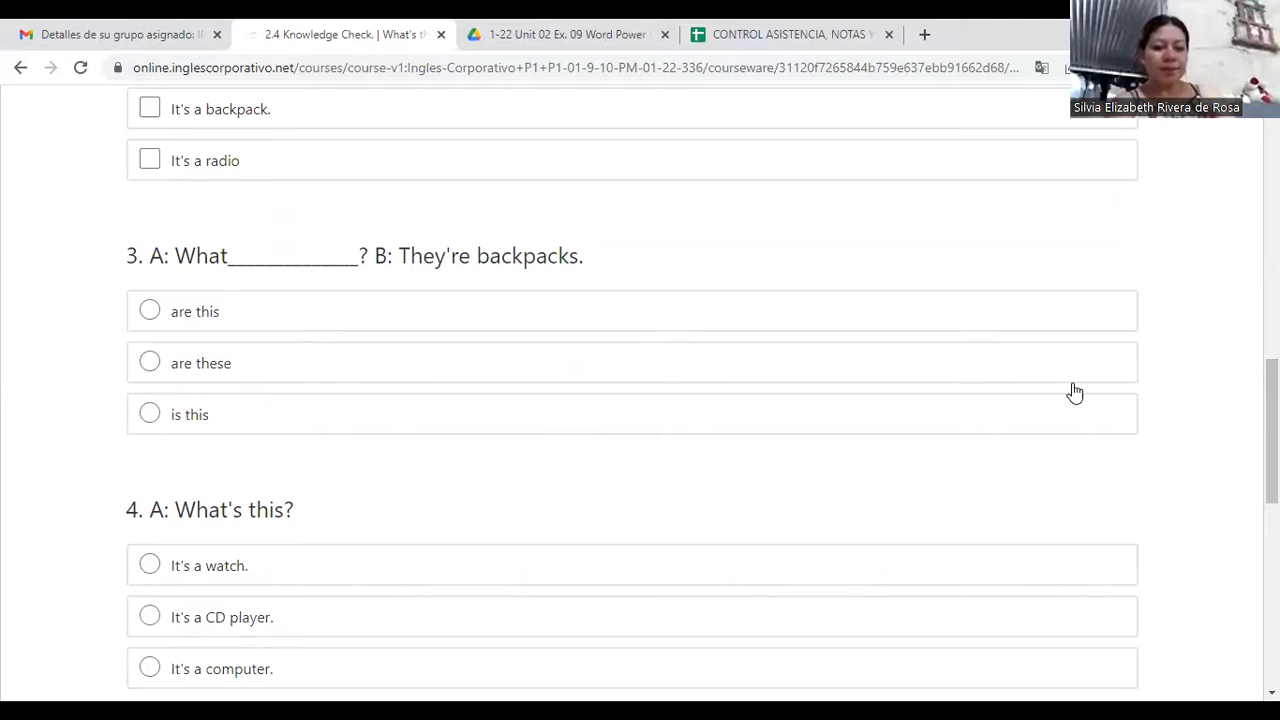 Detalles de su grupo asignado: I
2.4 Knowledge Check. | What's th
1-22 Unit 02 Ex. 09 Word Power
CONTROL ASISTENCIA, NOTAS Y
online.inglescorporativo.net/courses/course-v1:Ingles-Corporativo+P1+P1-01-9-10-PM-01-22-336/courseware/31120f7265844b759e637ebb91662d68/...
Silvia Elizabeth Rivera de Rosa
It's a backpack.
It's a radio
3. A: What______________? B: They're backpacks.
are this
are these
is this
4. A: What's this?
It's a watch.
It's a CD player.
It's a computer.